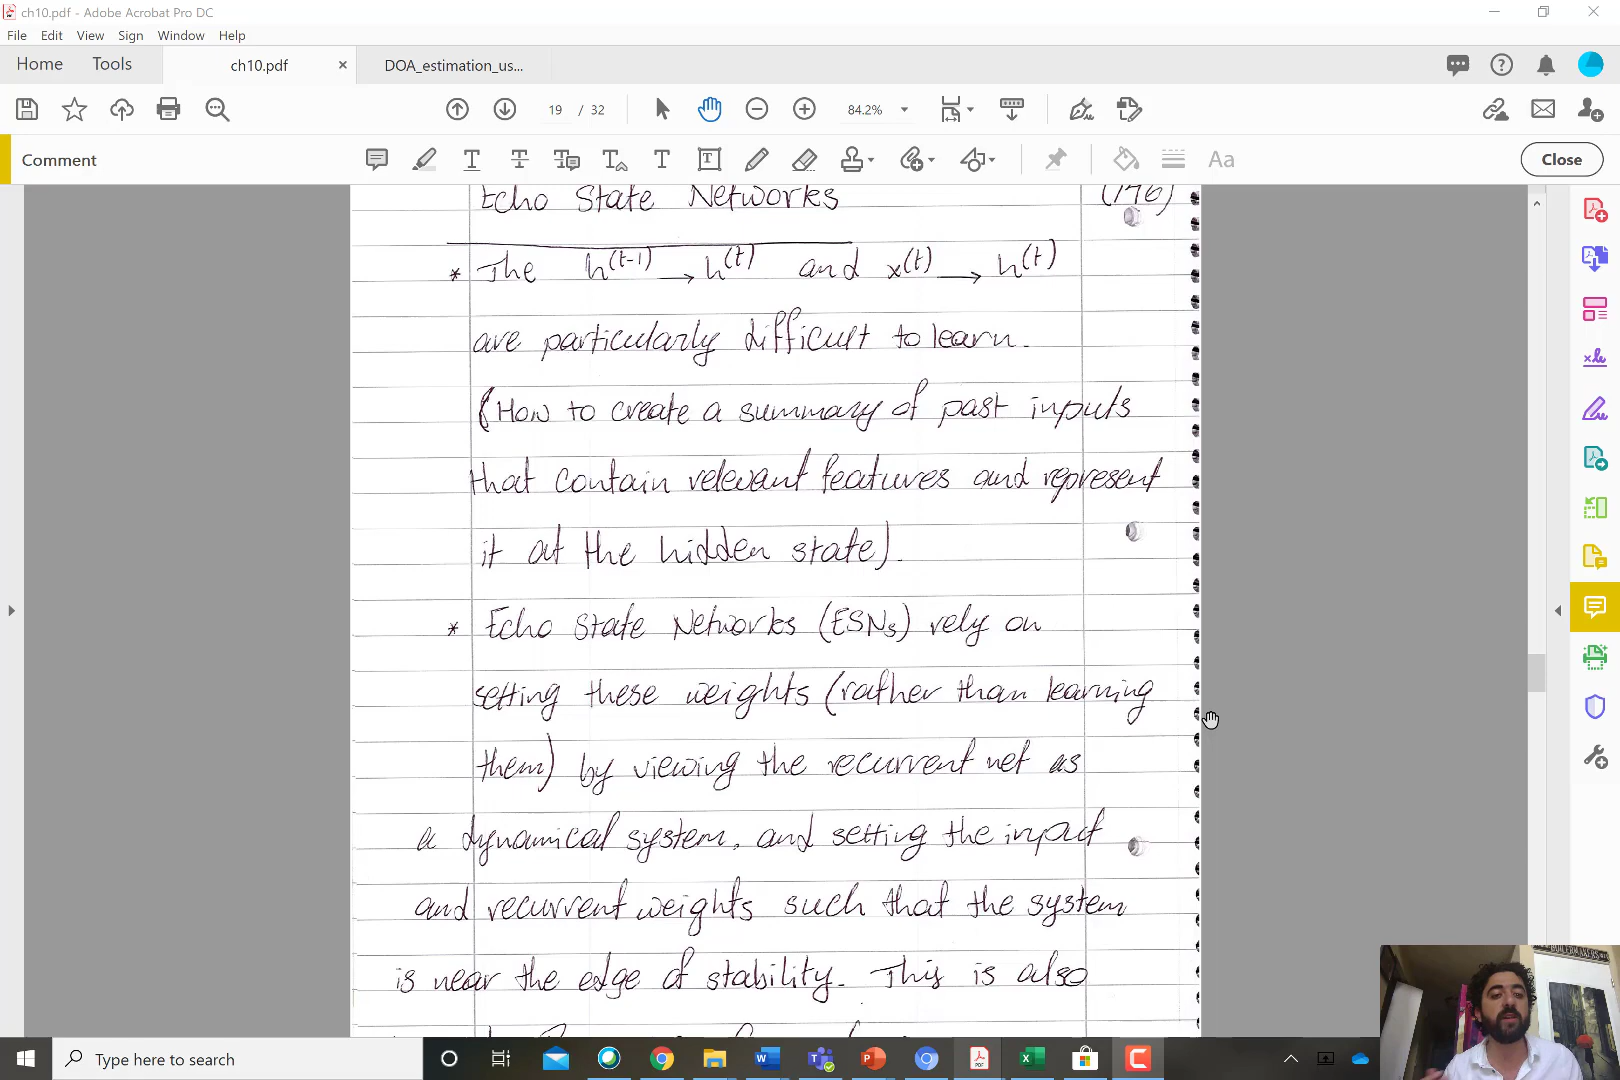 ch10.pdf - Adobe Acrobat Pro DC
File Edit View Sign Window Help
Home Tools ch10.pdf × DOA_estimation_us...
19 / 32 84.2%
Comment Aa Close
Echo State Networks (146)
* The h(t-1) → h(t) and x(t) → h(t)
are particularly difficult to learn.
(How to create a summary of past inputs
that contain relevant features and represent
it at the hidden state).
* Echo State Networks (ESNs) rely on
setting these weights (rather than learning
them) by viewing the recurrent net as
a dynamical system, and setting the input
and recurrent weights such that the system
is near the edge of stability. This is also
Type here to search